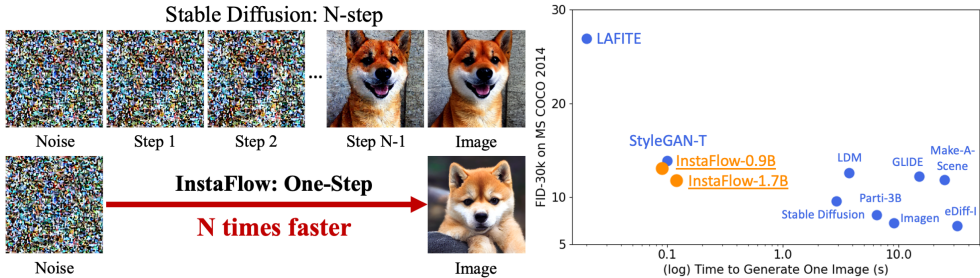 Stable Diffusion: N-step
...
Noise
Step 1
Step 2
Step N-1
Image
InstaFlow: One-Step
N times faster
Noise
Image
FID-30k on MS COCO 2014
30
25
20
15
10
5
LAFITE
StyleGAN-T
InstaFlow-0.9B
InstaFlow-1.7B
LDM
GLIDE
Make-A-
Scene
Parti-3B
Stable Diffusion
Imagen
eDiff-I
0.1
1.0
10.0
(log) Time to Generate One Image (s)